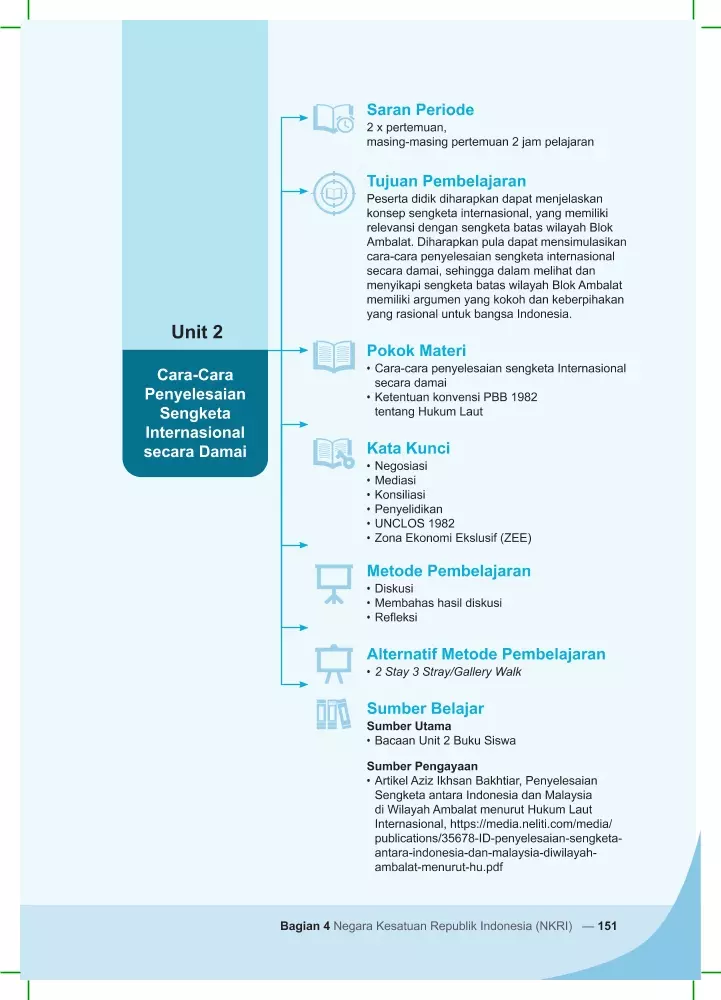 Unit 2
Cara-Cara
Penyelesaian
Sengketa
Internasional
secara Damai
Saran Periode
2 x pertemuan,
masing-masing pertemuan 2 jam pelajaran
Tujuan Pembelajaran
Peserta didik diharapkan dapat menjelaskan
konsep sengketa internasional, yang memiliki
relevansi dengan sengketa batas wilayah Blok
Ambalat. Diharapkan pula dapat mensimulasikan
cara-cara penyelesaian sengketa internasional
secara damai, sehingga dalam melihat dan
menyikapi sengketa batas wilayah Blok Ambalat
memiliki argumen yang kokoh dan keberpihakan
yang rasional untuk bangsa Indonesia.
Pokok Materi
• Cara-cara penyelesaian sengketa Internasional
secara damai
• Ketentuan konvensi PBB 1982
tentang Hukum Laut
Kata Kunci
• Negosiasi
• Mediasi
• Konsiliasi
• Penyelidikan
• UNCLOS 1982
• Zona Ekonomi Ekslusif (ZEE)
Metode Pembelajaran
• Diskusi
• Membahas hasil diskusi
• Refleksi
Alternatif Metode Pembelajaran
• 2 Stay 3 Stray/Gallery Walk
Sumber Belajar
Sumber Utama
• Bacaan Unit 2 Buku Siswa
Sumber Pengayaan
• Artikel Aziz Ikhsan Bakhtiar, Penyelesaian
Sengketa antara Indonesia dan Malaysia
di Wilayah Ambalat menurut Hukum Laut
Internasional, https://media.neliti.com/media/
publications/35678-ID-penyelesaian-sengketa-
antara-indonesia-dan-malaysia-diwilayah-
ambalat-menurut-hu.pdf
Bagian 4 Negara Kesatuan Republik Indonesia (NKRI) — 151